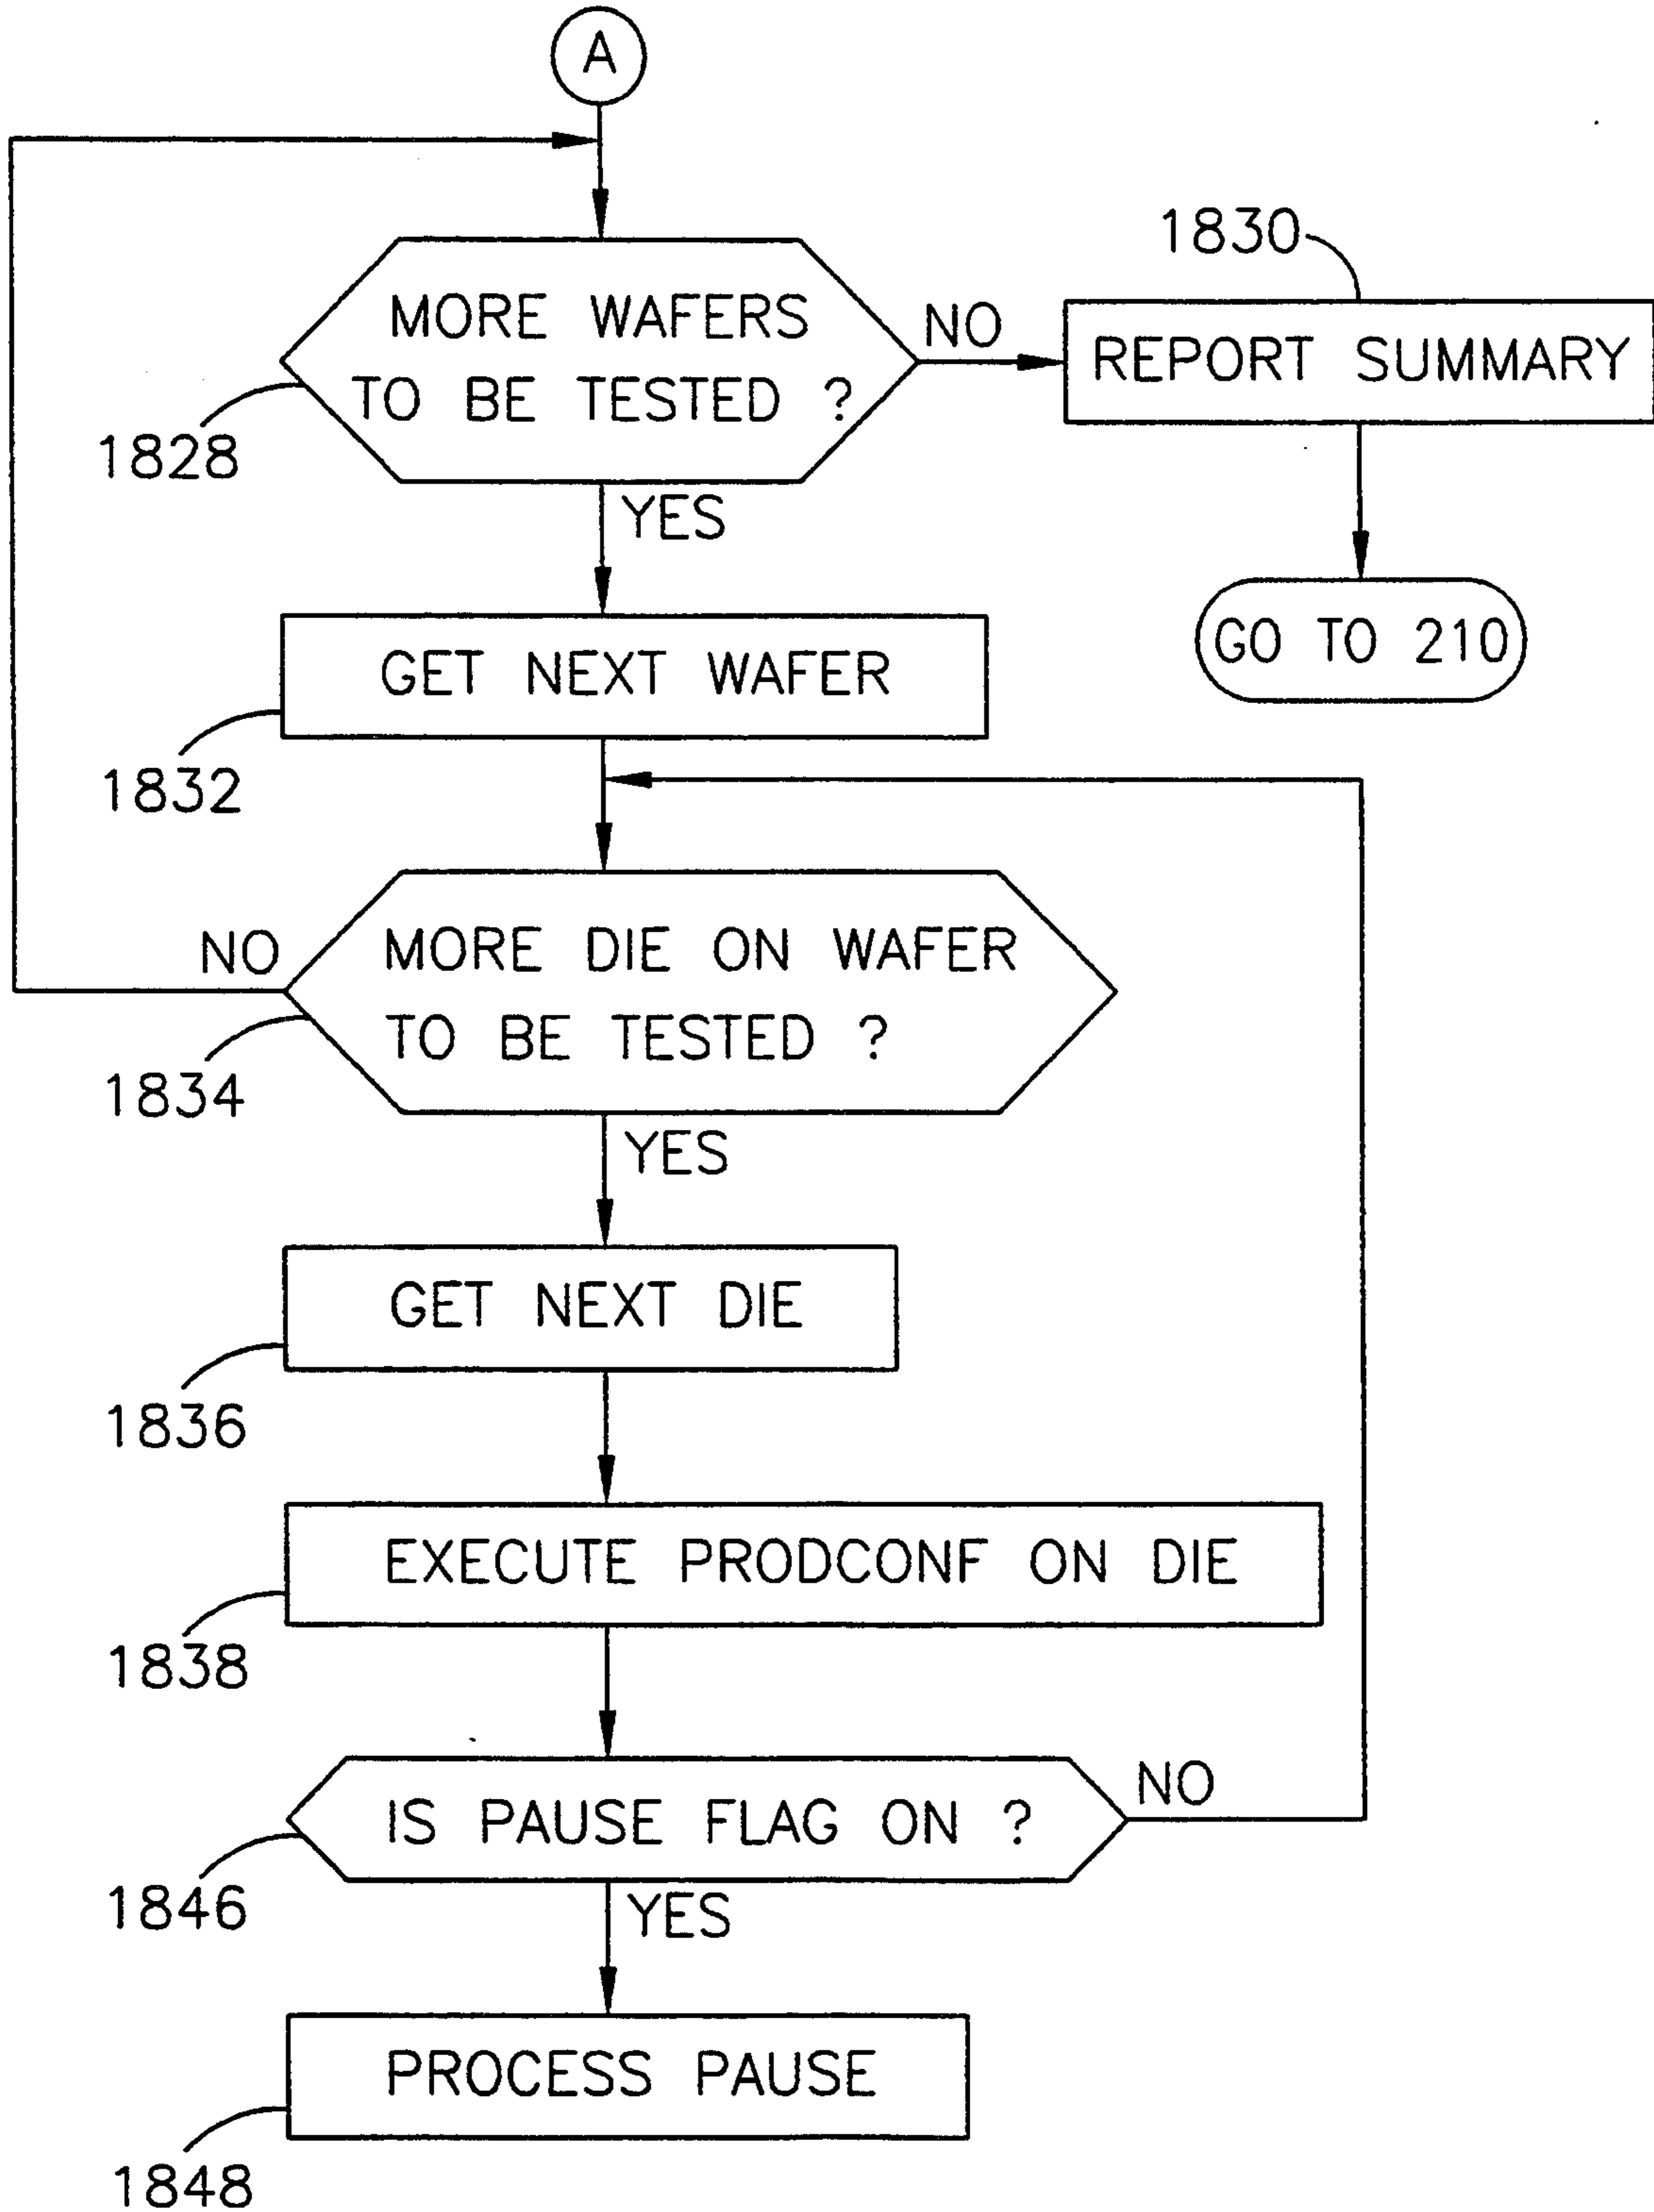 A
1830
MORE WAFERS
TO BE TESTED ?
NO
REPORT SUMMARY
1828
YES
GO TO 210
GET NEXT WAFER
1832
NO
MORE DIE ON WAFER
TO BE TESTED ?
1834
YES
GET NEXT DIE
1836
EXECUTE PRODCONF ON DIE
1838
IS PAUSE FLAG ON ?
NO
1846
YES
PROCESS PAUSE
1848